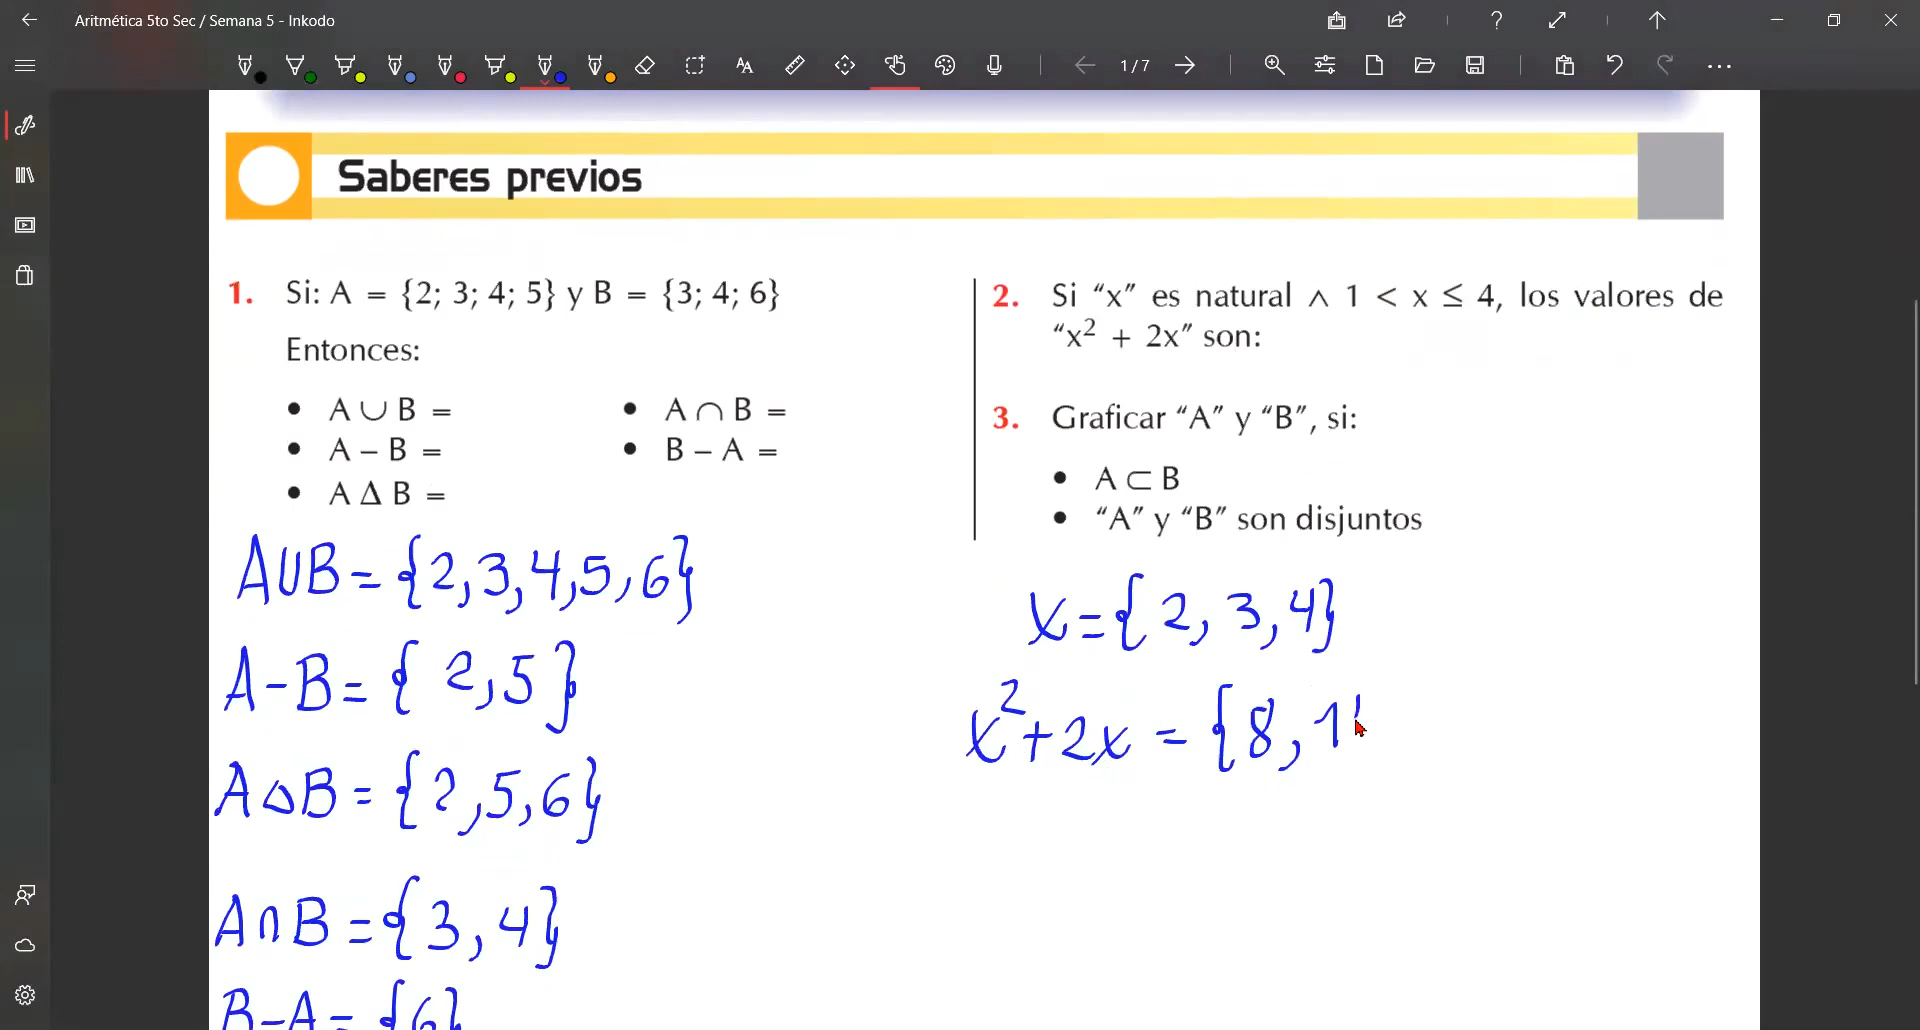 Aritmética 5to Sec / Semana 5 - Inkodo
1 / 7
Saberes previos
1. Si: A = {2; 3; 4; 5} y B = {3; 4; 6}
Entonces:
• A ∪ B =
• A ∩ B =
• A – B =
• B – A =
• A Δ B =
2. Si “x” es natural ∧ 1 < x ≤ 4, los valores de
“x² + 2x” son:
3. Graficar “A” y “B”, si:
• A ⊂ B
• “A” y “B” son disjuntos
A∪B = {2,3,4,5,6}
A-B = { 2,5}
A△B = {2,5,6}
A∩B = {3,4}
B-A = {6}
x = {2, 3, 4}
x² + 2x = {8, 1